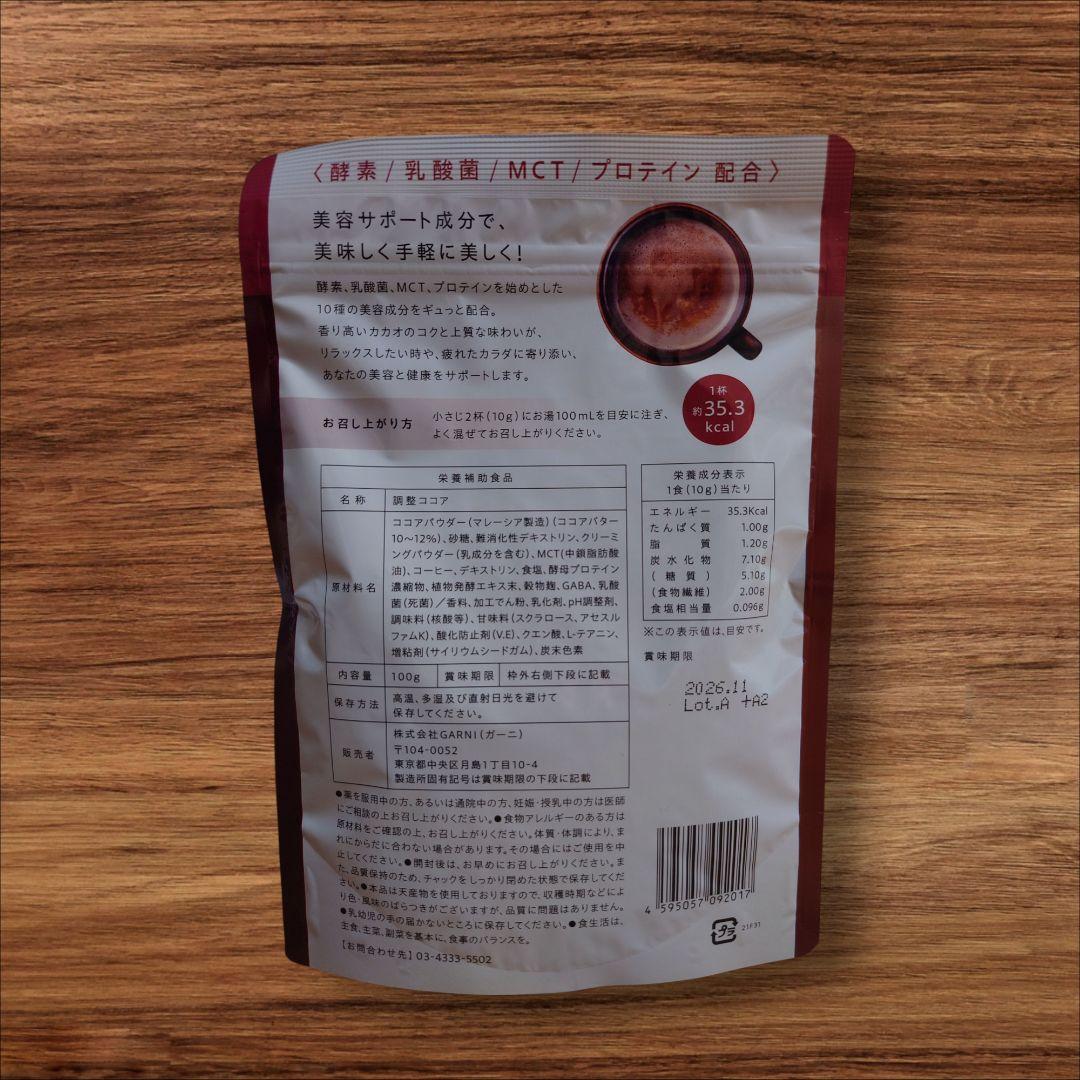 〈酵素/乳酸菌/MCT/プロテイン 配合〉
美容サポート成分で、
美味しく手軽に美しく!
酵素、乳酸菌、MCT、プロテインを始めとした
10種の美容成分をギュっと配合。
香り高いカカオのコクと上質な味わいが、
リラックスしたい時や、疲れたカラダに寄り添い、
あなたの美容と健康をサポートします。
1杯
約35.3
kcal
お召し上がり方
小さじ2杯(10g)にお湯100mLを目安に注ぎ、
よく混ぜてお召し上がりください。
栄養補助食品
名称 調整ココア
原材料名
ココアパウダー(マレーシア製造)(ココアバター
10〜12%)、砂糖、難消化性デキストリン、クリーミ
ングパウダー(乳成分を含む)、MCT(中鎖脂肪酸
油)、コーヒー、デキストリン、食塩、酵母プロテイン
濃縮物、植物発酵エキス末、穀物麹、GABA、乳酸
菌(死菌)／香料、加工でん粉、乳化剤、pH調整剤、
調味料(核酸等)、甘味料(スクラロース、アセスル
ファムK)、酸化防止剤(V.E)、クエン酸、L-テアニン、
増粘剤(サイリウムシードガム)、炭末色素
内容量 100g 賞味期限 枠外右側下段に記載
保存方法
高温、多湿及び直射日光を避けて
保存してください。
販売者
株式会社GARNI(ガーニ)
〒104-0052
東京都中央区月島1丁目10-4
製造所固有記号は賞味期限の下段に記載
栄養成分表示
1食(10g)当たり
エネルギー 35.3Kcal
たんぱく質 1.00g
脂質 1.20g
炭水化物 7.10g
(糖質) 5.10g
(食物繊維) 2.00g
食塩相当量 0.096g
※この表示値は、目安です。
賞味期限
2026.11
Lot.A +A2
●薬を服用中の方、あるいは通院中の方、妊娠・授乳中の方は医師
にご相談の上お召し上がりください。●食物アレルギーのある方は
原材料をご確認の上、お召し上がりください。体質・体調により、ま
れにからだに合わない場合があります。その場合にはご使用を中
止してください。●開封後は、お早めにお召し上がりください。ま
た、品質保持のため、チャックをしっかり閉めた状態で保存してくだ
さい。●本品は天産物を使用しておりますので、収穫時期などによ
り色・風味のばらつきがございますが、品質に問題はありません。
●乳幼児の手の届かないところに保存してください。●食生活は、
主食、主菜、副菜を基本に、食事のバランスを。
【お問合わせ先】03-4333-5502
4 595057 092017
プラ
21F31